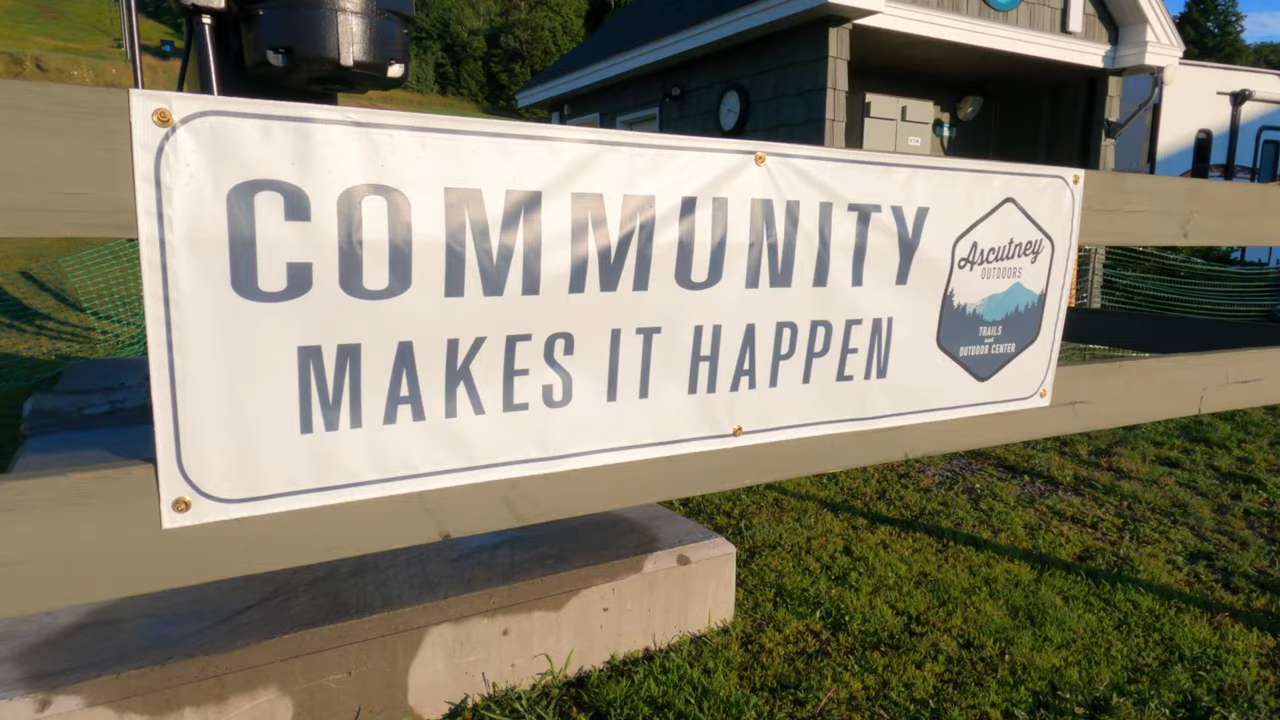 COMMUNITY
MAKES IT HAPPEN
Ascutney
OUTDOORS
TRAILS
and
OUTDOOR CENTER